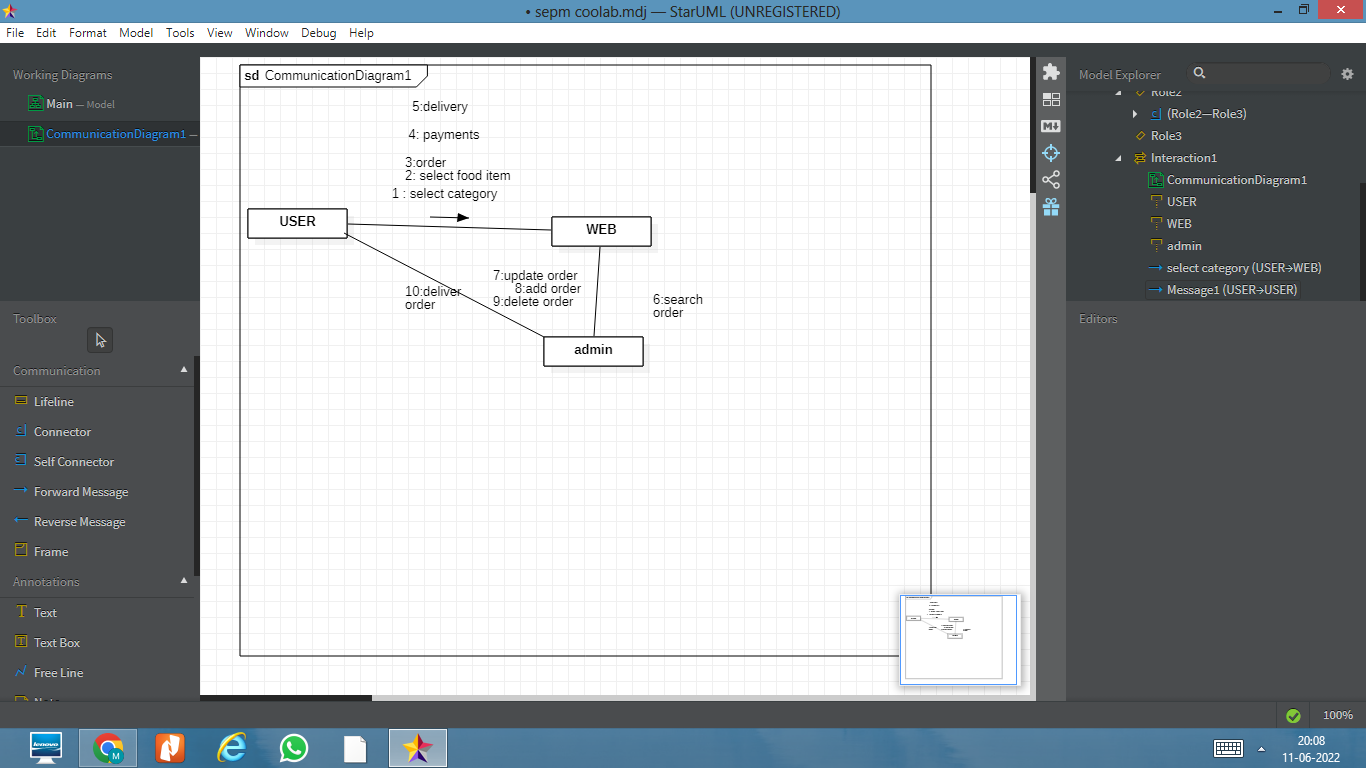 • sepm coolab.mdj — StarUML (UNREGISTERED)
File Edit Format Model Tools View Window Debug Help
Working Diagrams
Main — Model
CommunicationDiagram1 —
Toolbox
Communication
Lifeline
Connector
Self Connector
Forward Message
Reverse Message
Frame
Annotations
Text
Text Box
Free Line
sd CommunicationDiagram1
5:delivery
4: payments
3:order
2: select food item
1 : select category
USER
WEB
7:update order
8:add order
9:delete order
10:deliver
order
6:search
order
admin
Model Explorer
Role2
(Role2—Role3)
Role3
Interaction1
CommunicationDiagram1
USER
WEB
admin
select category (USER→WEB)
Message1 (USER→USER)
Editors
100%
lenovo
M
20:08
11-06-2022